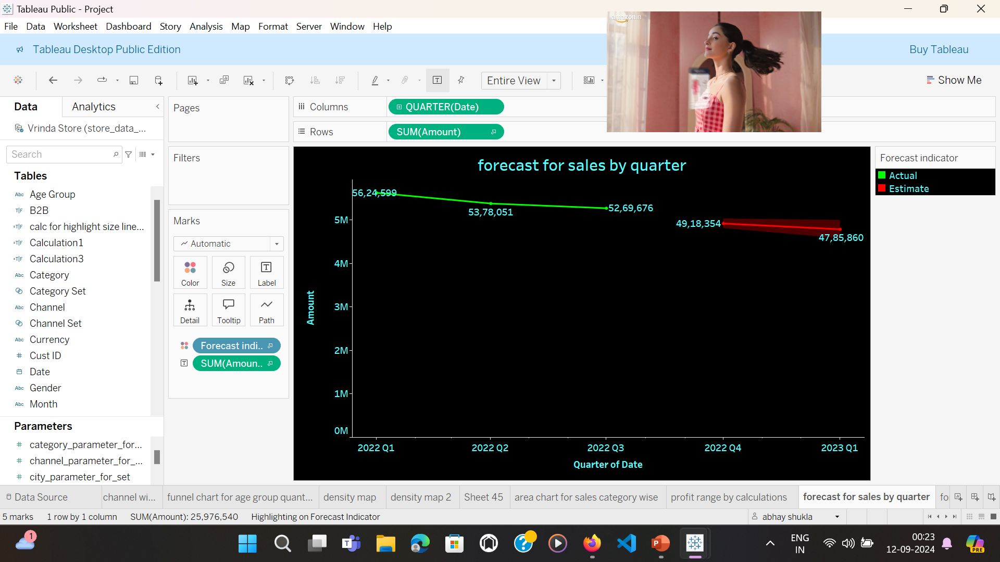 Tableau Public - Project
File Data Worksheet Dashboard Story Analysis Map Format Server Window Help
amazon.in
Tableau Desktop Public Edition
Buy Tableau
Entire View
Show Me
Data
Analytics
Pages
Columns
QUARTER(Date)
Vrinda Store (store_data_...
Rows
SUM(Amount)
Search
Filters
Tables
Abc Age Group
T|F B2B
=T|F calc for highlight size line...
=T|F Calculation1
=T|F Calculation3
Abc Category
Category Set
Abc Channel
Channel Set
Abc Currency
# Cust ID
Date
Abc Gender
Abc Month
Parameters
# category_parameter_for...
# channel_parameter_for_...
# city_parameter_for_set
Marks
Automatic
Color
Size
Label
Detail
Tooltip
Path
Forecast indi..
SUM(Amoun..
forecast for sales by quarter
56,24,599
53,78,051
52,69,676
49,18,354
47,85,860
5M
4M
3M
2M
1M
0M
Amount
2022 Q1
2022 Q2
2022 Q3
2022 Q4
2023 Q1
Quarter of Date
Forecast indicator
Actual
Estimate
Data Source
channel wi...
funnel chart for age group quant...
density map
density map 2
Sheet 45
area chart for sales category wise
profit range by calculations
forecast for sales by quarter
fo
5 marks
1 row by 1 column
SUM(Amount): 25,976,540
Highlighting on Forecast Indicator
abhay shukla
1
ENG
IN
00:23
12-09-2024
PRE